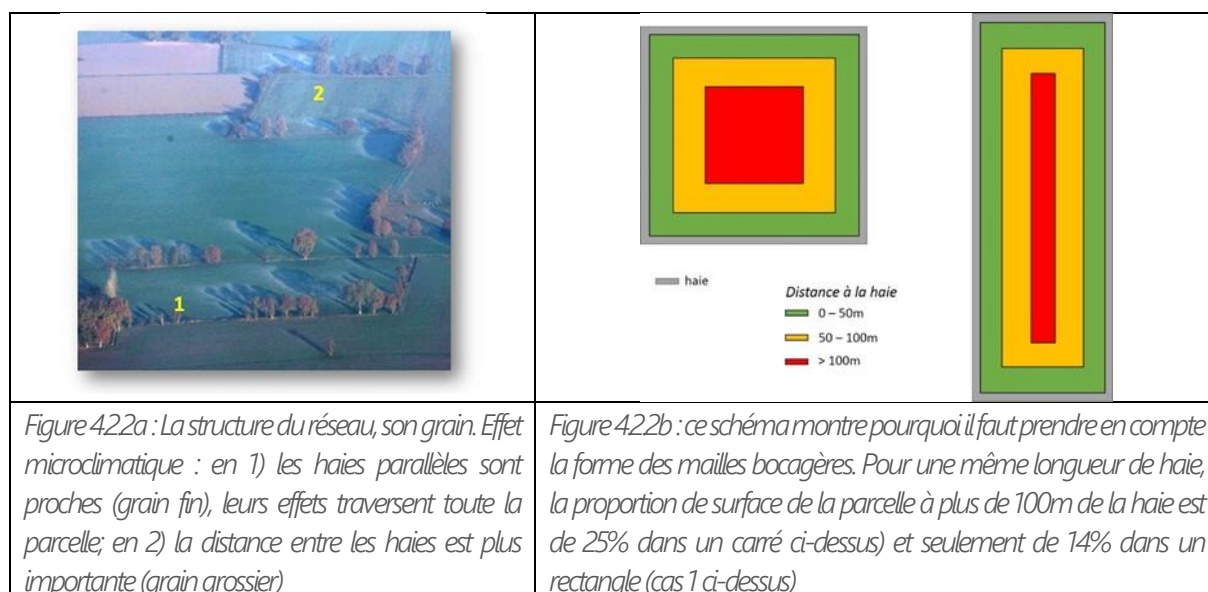 2
1
haie
Distance à la haie
0 – 50m
50 – 100m
> 100m
Figure 4.2.2a : La structure du réseau, son grain. Effet
microclimatique : en 1) les haies parallèles sont
proches (grain fin), leurs effets traversent toute la
parcelle; en 2) la distance entre les haies est plus
importante (grain grossier)
Figure 4.2.2b : ce schéma montre pourquoi il faut prendre en compte
la forme des mailles bocagères. Pour une même longueur de haie,
la proportion de surface de la parcelle à plus de 100m de la haie est
de 25% dans un carré ci-dessus) et seulement de 14% dans un
rectangle (cas 1 ci-dessus)